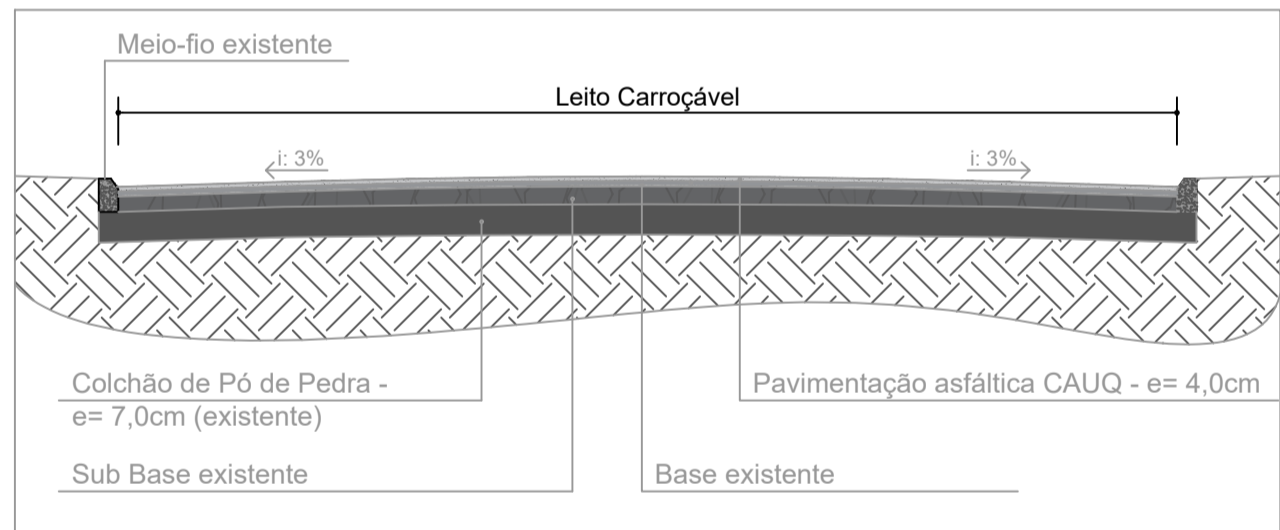 Meio-fio existente
Leito Carroçável
i: 3%
i: 3%
Colchão de Pó de Pedra -
e= 7,0cm (existente)
Pavimentação asfáltica CAUQ - e= 4,0cm
Sub Base existente
Base existente